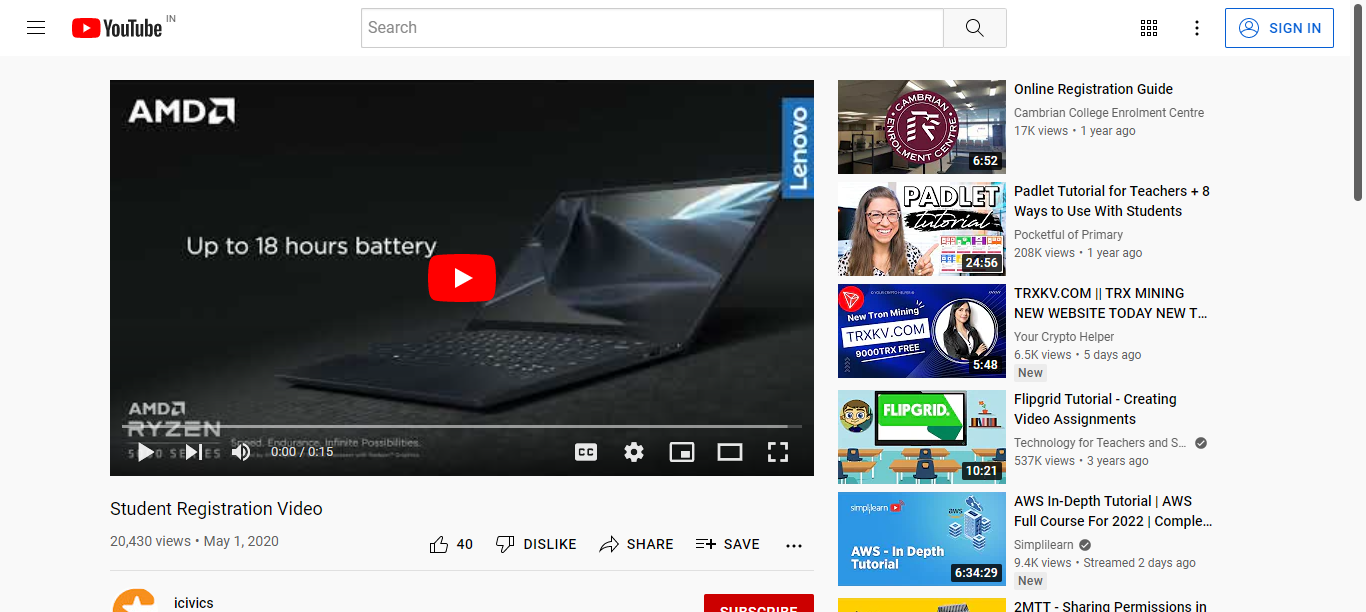 YouTube IN
Search
SIGN IN
AMD
Lenovo
Up to 18 hours battery
AMD
RYZEN
SERIES
Speed. Endurance. Infinite Possibilities.
0:00 / 0:15
CC
Student Registration Video
20,430 views • May 1, 2020
40
DISLIKE
SHARE
SAVE
icivics
SUBSCRIBE
CAMBRIAN
ENROLMENT CENTRE
6:52
Online Registration Guide
Cambrian College Enrolment Centre
17K views • 1 year ago
PADLET
tutorial
24:56
Padlet Tutorial for Teachers + 8
Ways to Use With Students
Pocketful of Primary
208K views • 1 year ago
© YOUR CRYPTO HELPER
New Tron Mining
TRXKV.COM
9000TRX FREE
5:48
TRXKV.COM || TRX MINING
NEW WEBSITE TODAY NEW T...
Your Crypto Helper
6.5K views • 5 days ago
New
FLIPGRID.
10:21
Flipgrid Tutorial - Creating
Video Assignments
Technology for Teachers and S...
537K views • 3 years ago
simplilearn
aws
AWS - In Depth
Tutorial
6:34:29
AWS In-Depth Tutorial | AWS
Full Course For 2022 | Comple...
Simplilearn
9.4K views • Streamed 2 days ago
New
2MTT - Sharing Permissions in